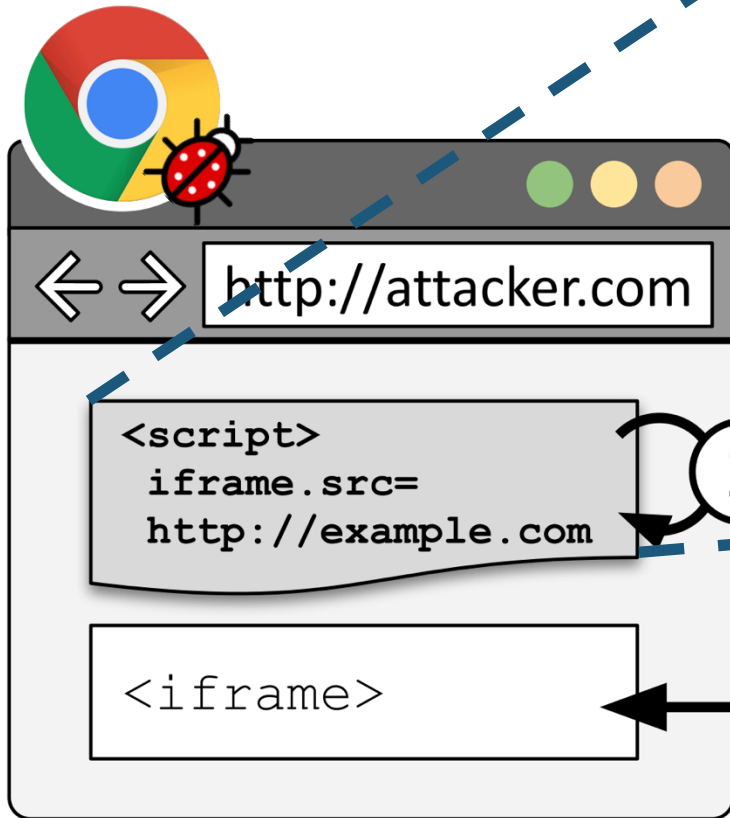 http://attacker.com
<script>
iframe.src=
http://example.com
<iframe>